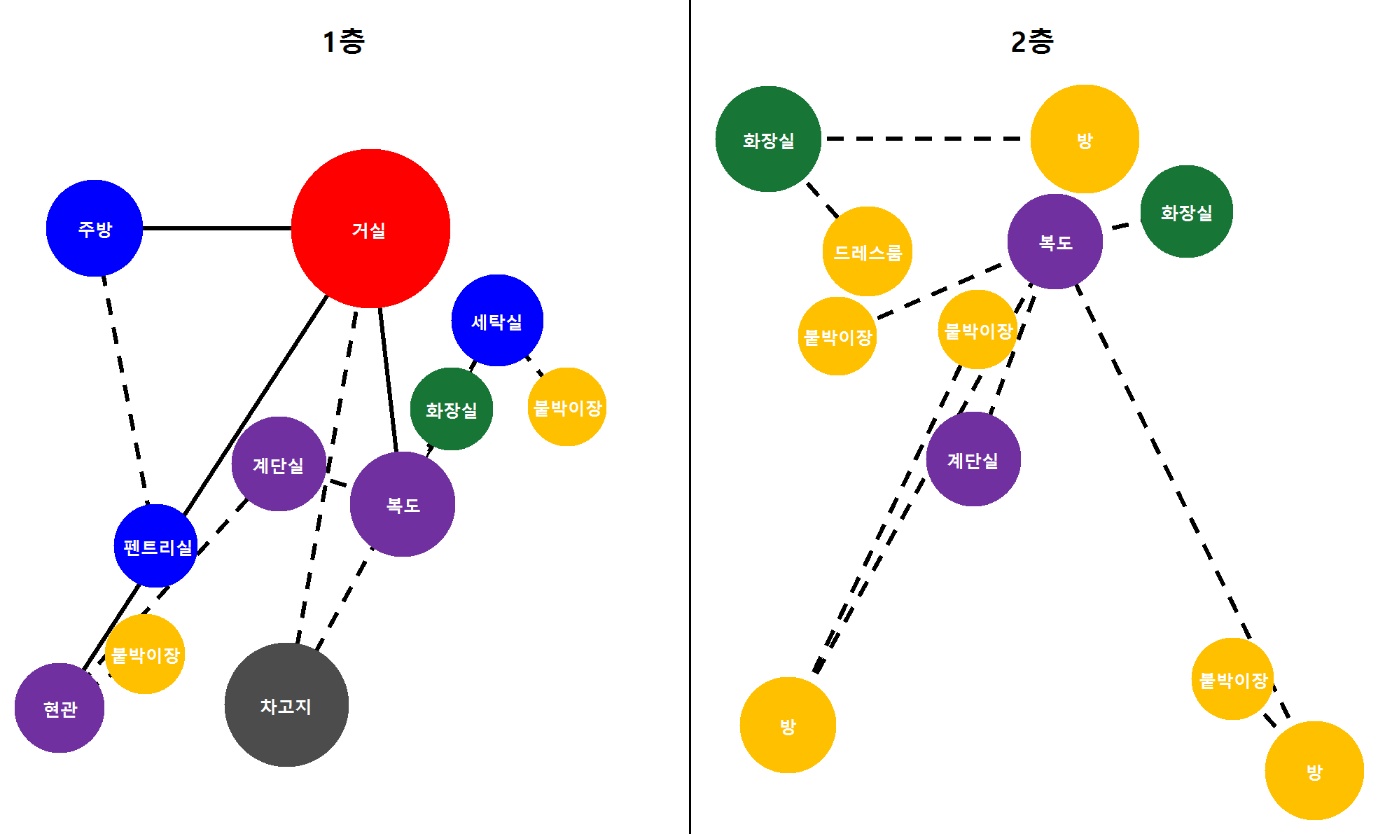 1층
주방
거실
세탁실
화장실
붙박이장
계단실
복도
펜트리실
붙박이장
현관
차고지
2층
화장실
방
화장실
복도
드레스룸
붙박이장
붙박이장
계단실
붙박이장
방
방